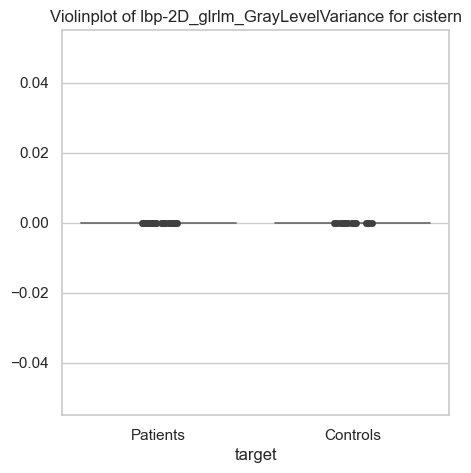 Violinplot of lbp-2D_glrlm_GrayLevelVariance for cistern
0.04
0.02
0.00
−0.02
−0.04
Patients
Controls
target